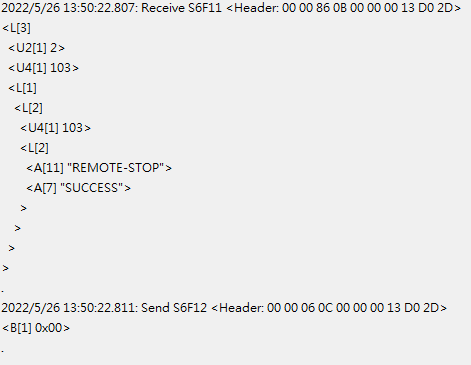 2022/5/26 13:50:22.807: Receive S6F11 <Header: 00 00 86 0B 00 00 00 13 D0 2D>
<L[3]
<U2[1] 2>
<U4[1] 103>
<L[1]
<L[2]
<U4[1] 103>
<L[2]
<A[11] "REMOTE-STOP">
<A[7] "SUCCESS">
>
>
>
>
.
2022/5/26 13:50:22.811: Send S6F12 <Header: 00 00 06 0C 00 00 00 13 D0 2D>
<B[1] 0x00>
.